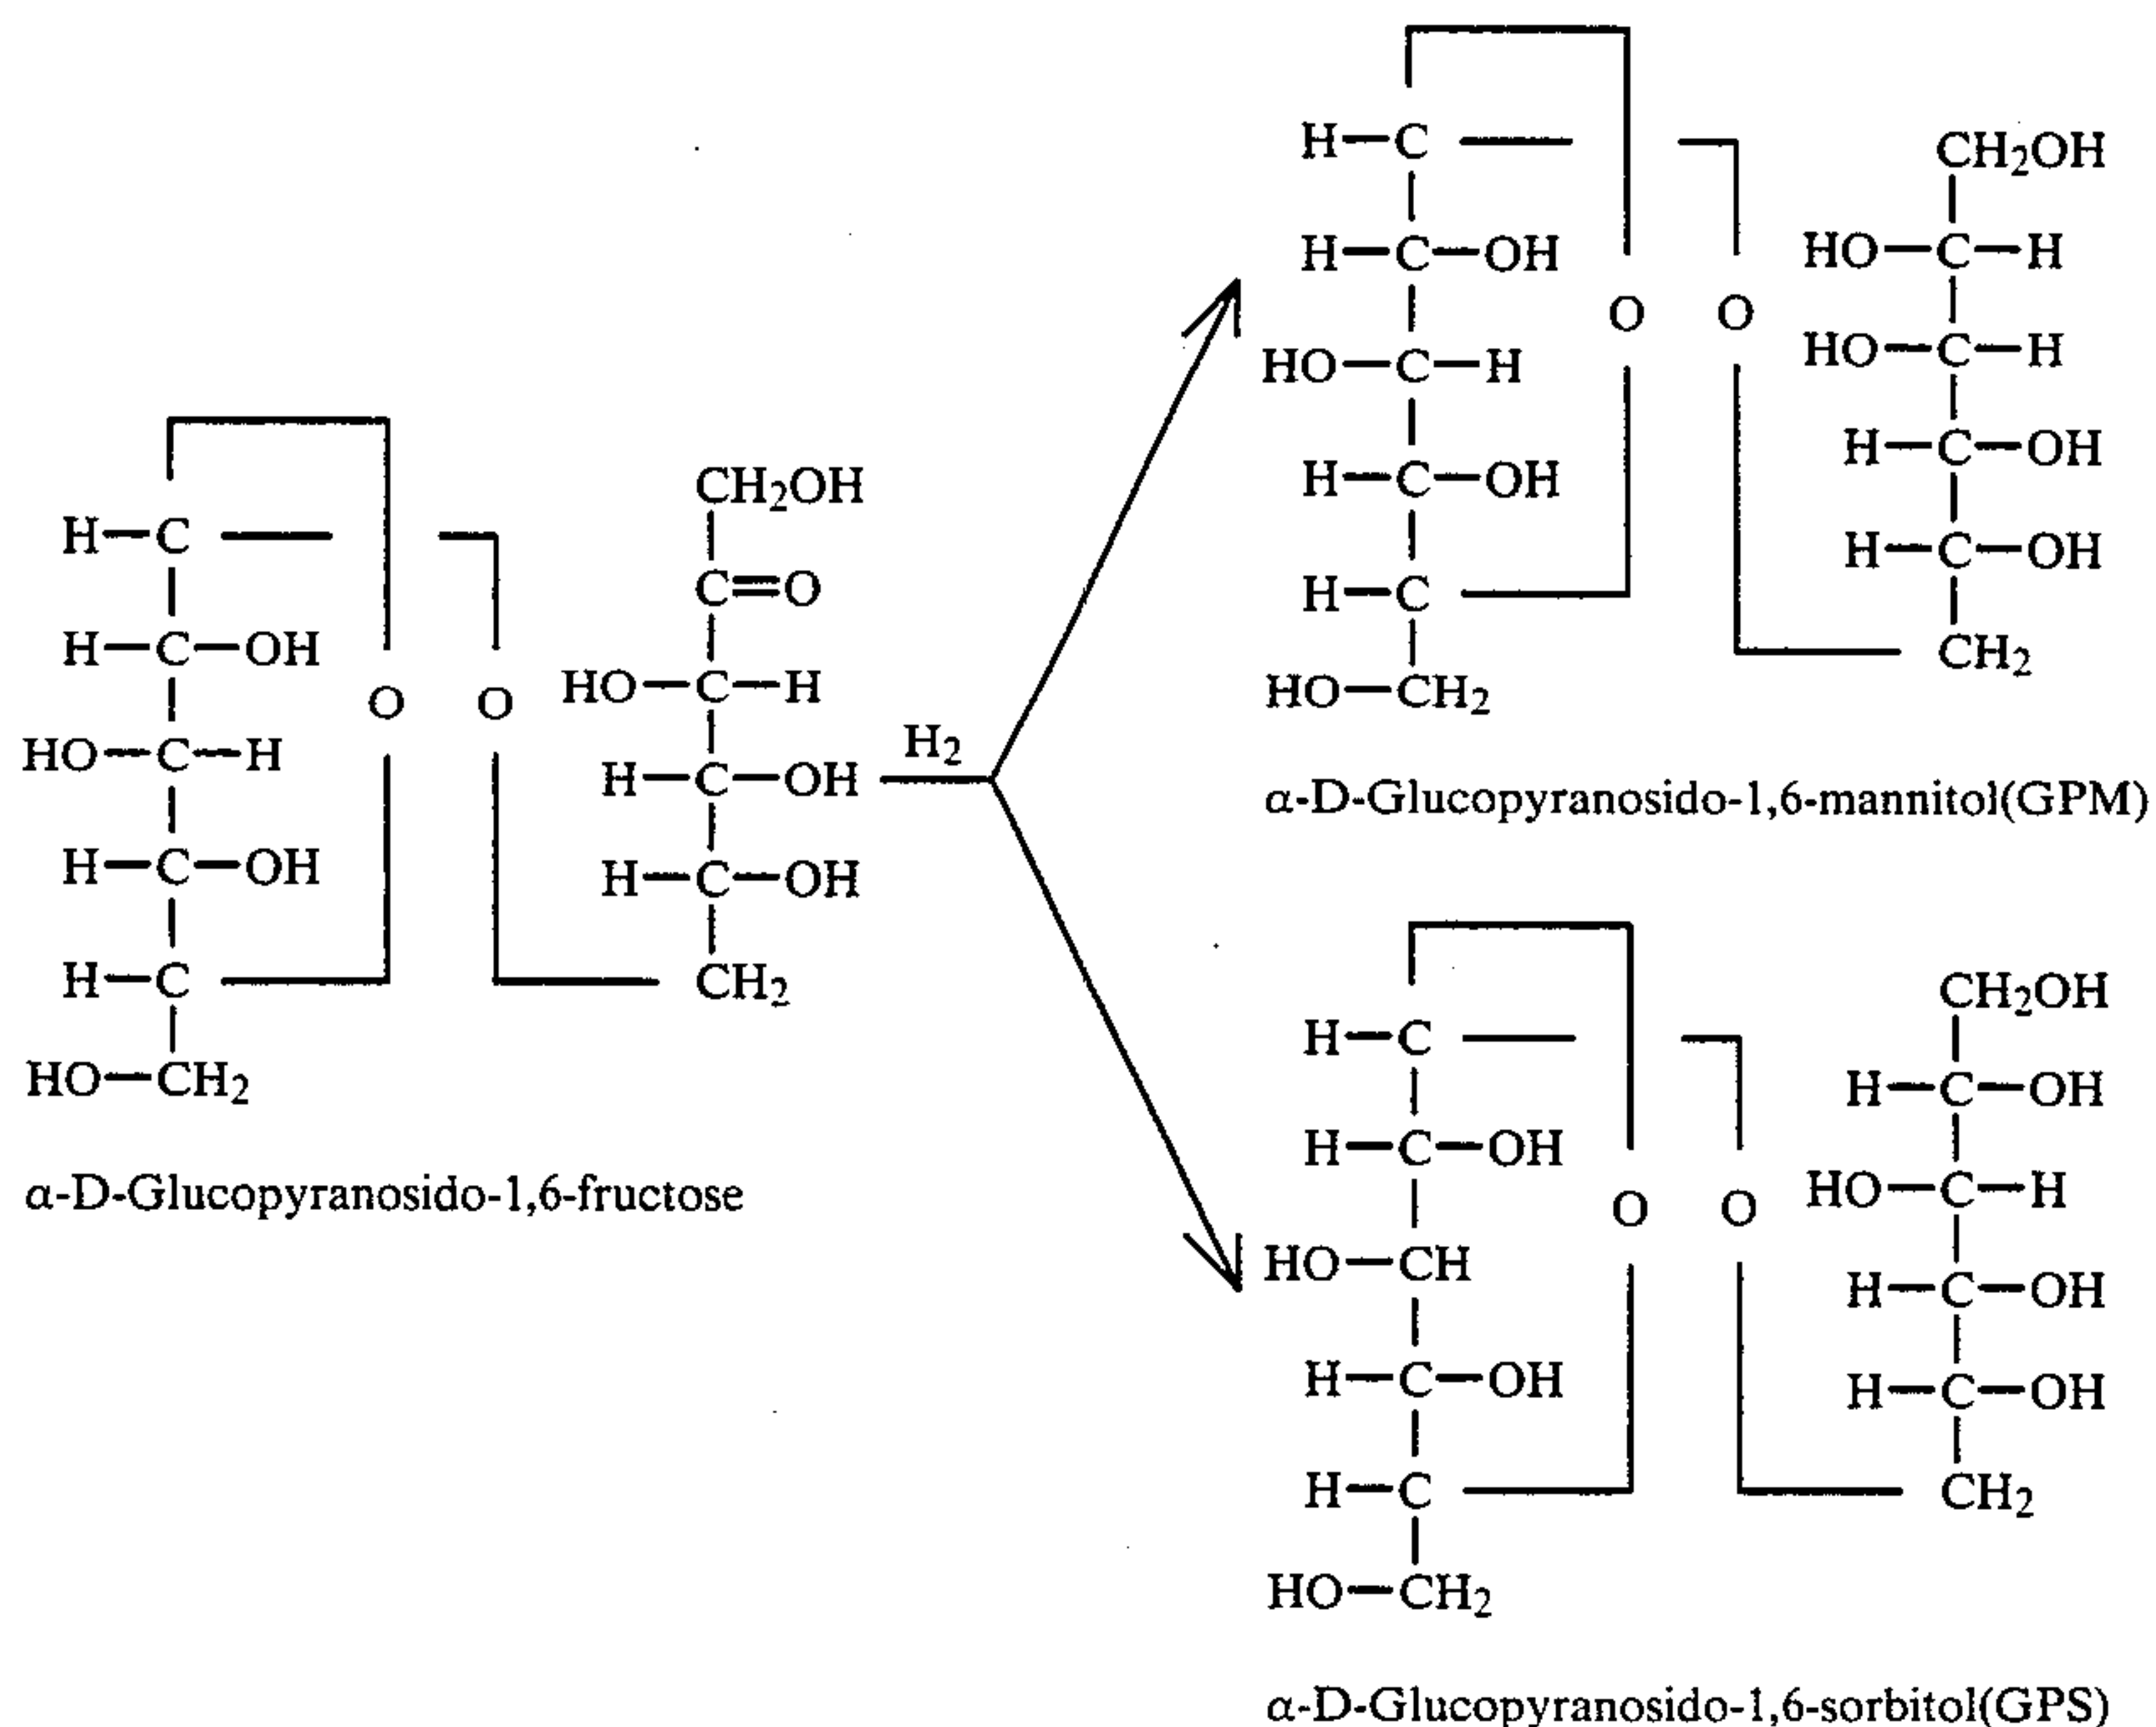 H—C
H—C—OH
HO—C—H
H—C—OH
H—C
HO—CH₂
O O
CH₂OH
C=O
HO—C—H
H—C—OH
H—C—OH
CH₂
α-D-Glucopyranosido-1,6-fructose
H₂
H—C
H—C—OH
HO—C—H
H—C—OH
H—C
HO—CH₂
O O
CH₂OH
HO—C—H
HO—C—H
H—C—OH
H—C—OH
CH₂
α-D-Glucopyranosido-1,6-mannitol(GPM)
H—C
H—C—OH
HO—CH
H—C—OH
H—C
HO—CH₂
O O
CH₂OH
H—C—OH
HO—C—H
H—C—OH
H—C—OH
CH₂
α-D-Glucopyranosido-1,6-sorbitol(GPS)